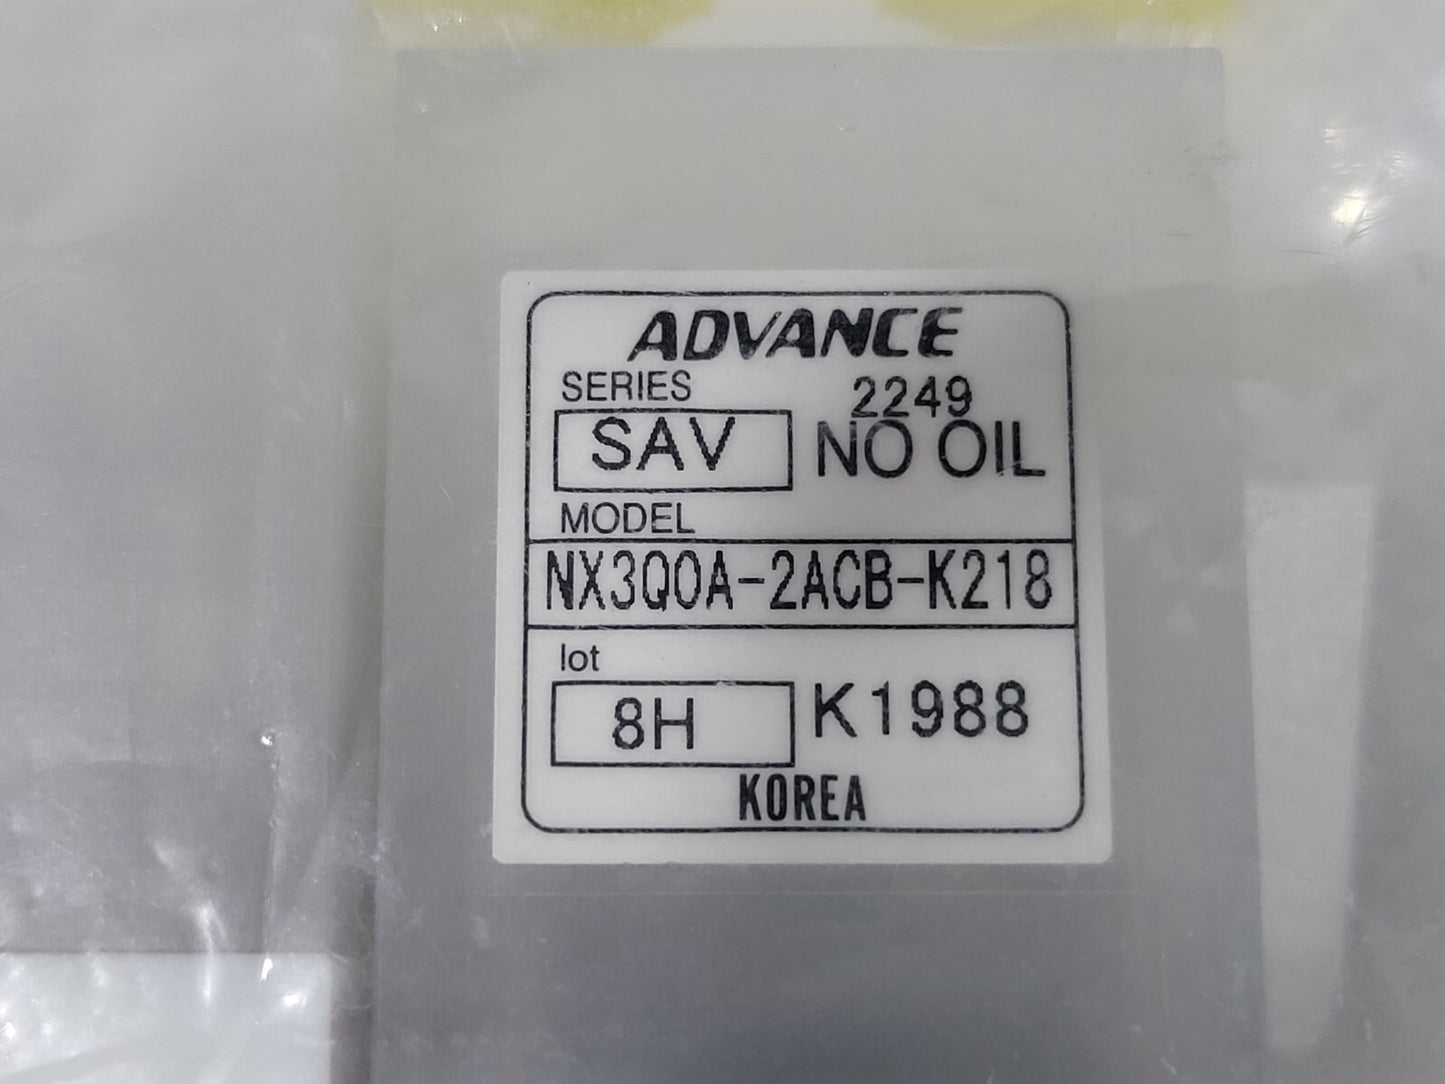 ADVANCE
SERIES 2249
SAV NO OIL
MODEL
NX3Q0A-2ACB-K218
lot
8H K1988
KOREA